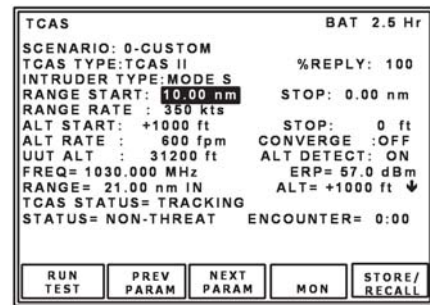 TCAS BAT 2.5 Hr
SCENARIO: 0-CUSTOM
TCAS TYPE:TCAS II %REPLY: 100
INTRUDER TYPE:MODE S
RANGE START: 10.00 nm STOP: 0.00 nm
RANGE RATE : 350 kts
ALT START: +1000 ft STOP: 0 ft
ALT RATE : 600 fpm CONVERGE :OFF
UUT ALT : 31200 ft ALT DETECT: ON
FREQ= 1030.000 MHz ERP= 57.0 dBm
RANGE= 21.00 nm IN ALT= +1000 ft ↓
TCAS STATUS= TRACKING
STATUS= NON-THREAT ENCOUNTER= 0:00
RUN TEST
PREV PARAM
NEXT PARAM
MON
STORE/ RECALL